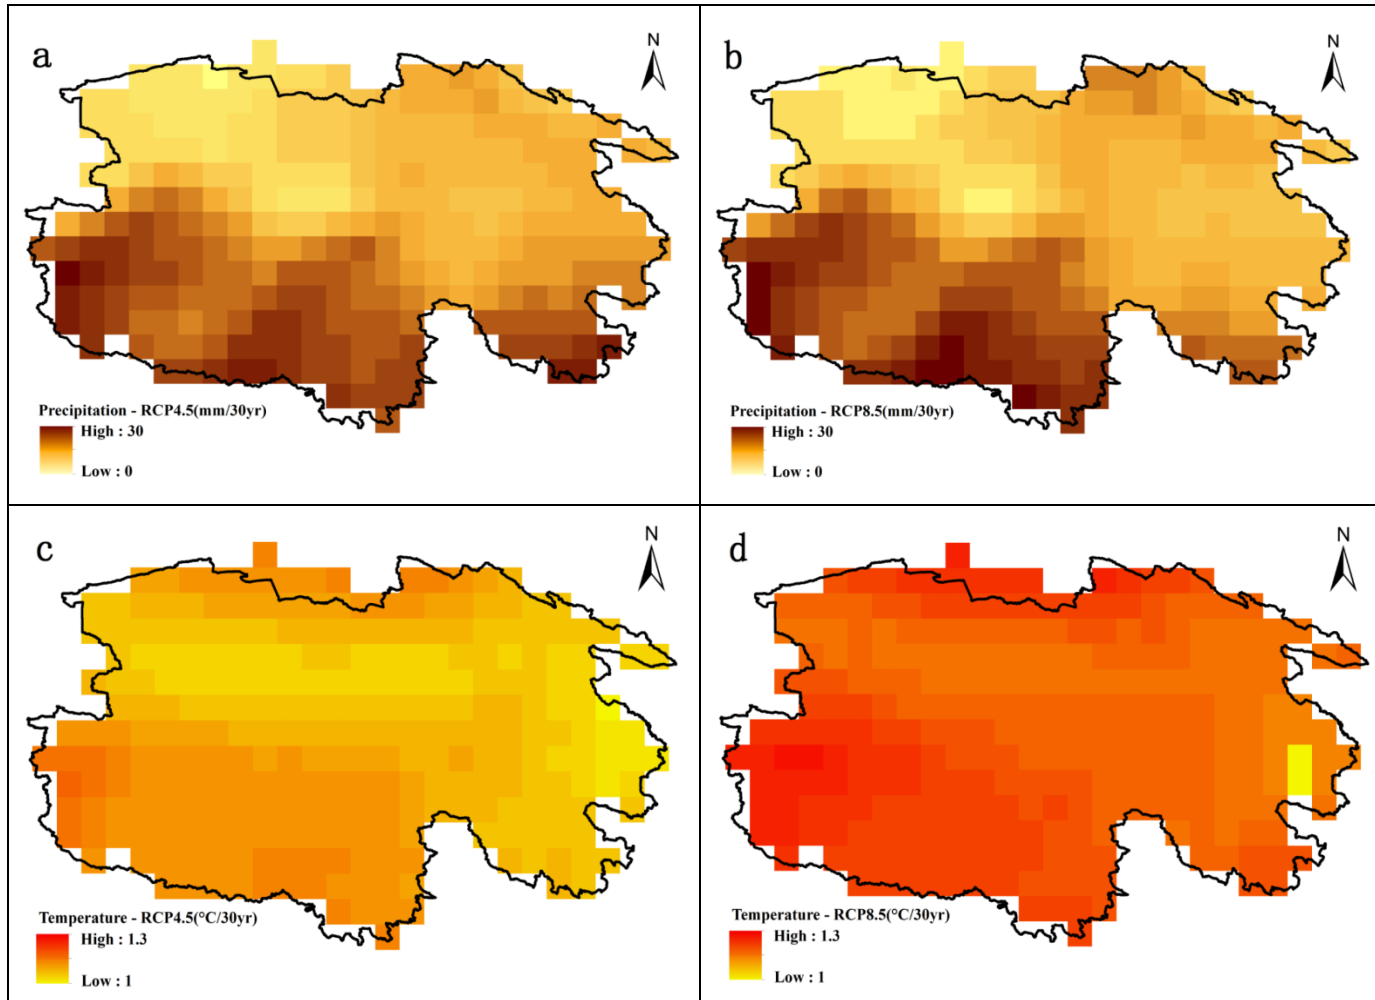 a
N
Precipitation - RCP4.5(mm/30yr)
High : 30
Low : 0
b
N
Precipitation - RCP8.5(mm/30yr)
High : 30
Low : 0
c
N
Temperature - RCP4.5(°C/30yr)
High : 1.3
Low : 1
d
N
Temperature - RCP8.5(°C/30yr)
High : 1.3
Low : 1